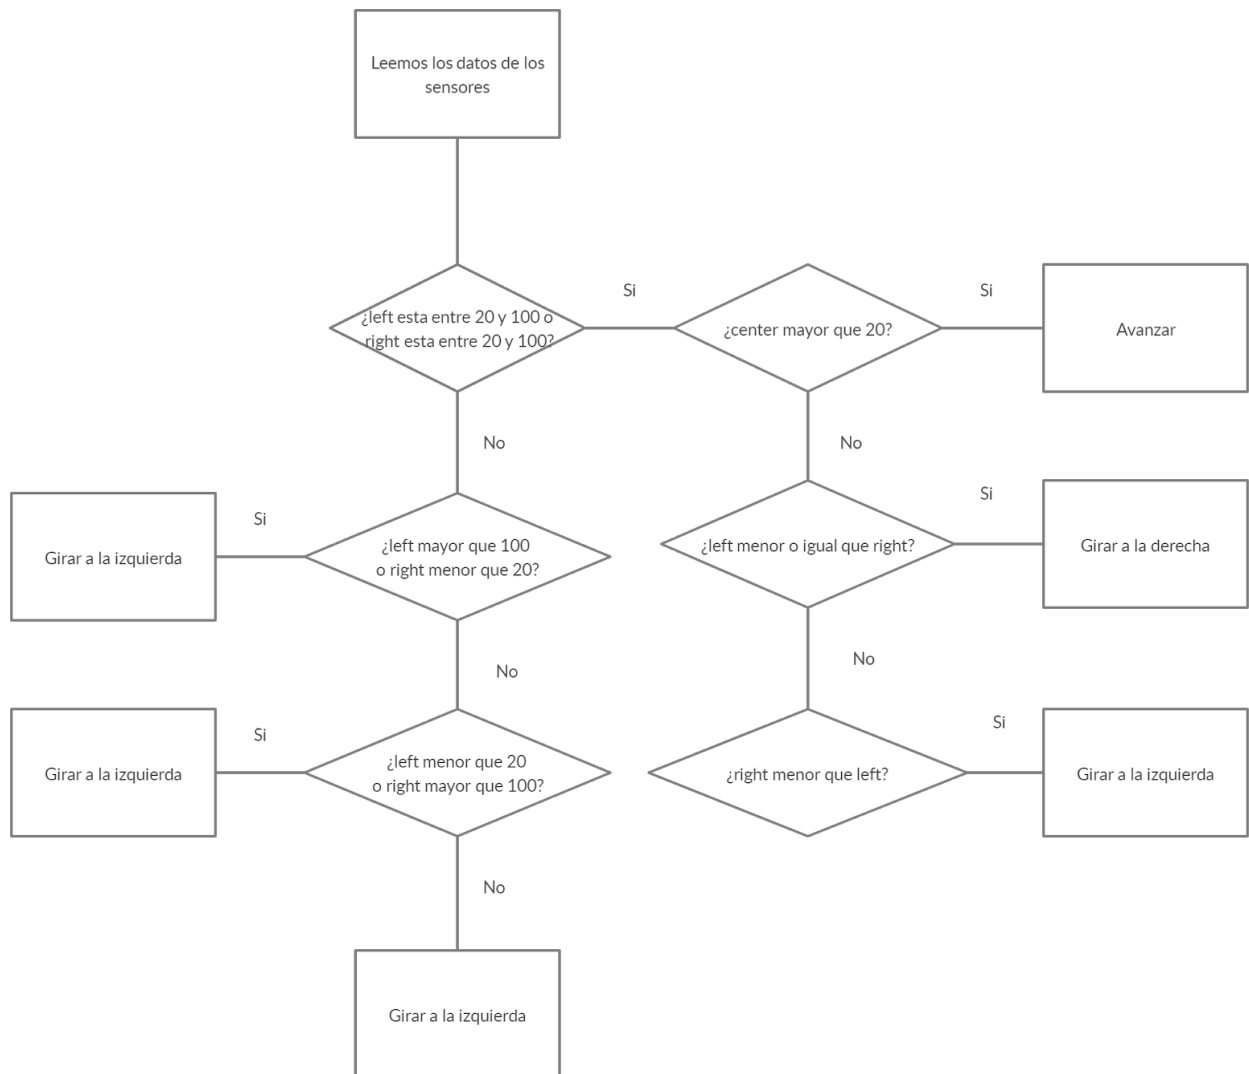 Leemos los datos de los
sensores
Si
Si
¿left esta entre 20 y 100 o
right esta entre 20 y 100?
¿center mayor que 20?
Avanzar
No
No
Si
Si
¿left mayor que 100
o right menor que 20?
Girar a la izquierda
¿left menor o igual que right?
Girar a la derecha
No
No
Si
Si
¿left menor que 20
o right mayor que 100?
Girar a la izquierda
¿right menor que left?
Girar a la izquierda
No
Girar a la izquierda